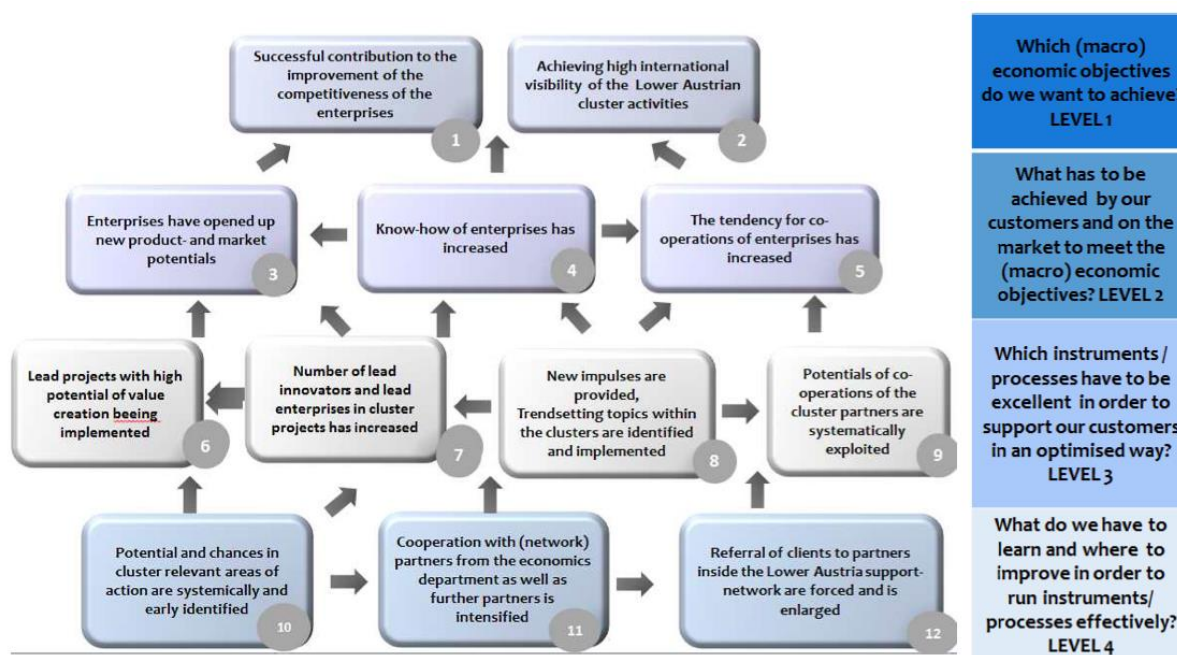 Successful contribution to the
improvement of the
competitiveness of the
enterprises
1
Achieving high international
visibility of the Lower Austrian
cluster activities
2
Which (macro)
economic objectives
do we want to achieve?
LEVEL 1
Enterprises have opened up
new product- and market
potentials
3
Know-how of enterprises has
increased
4
The tendency for co-
operations of enterprises has
increased
5
What has to be
achieved by our
customers and on the
market to meet the
(macro) economic
objectives? LEVEL 2
Lead projects with high
potential of value
creation beeing
implemented
6
Number of lead
innovators and lead
enterprises in cluster
projects has increased
7
New impulses are
provided,
Trendsetting topics within
the clusters are identified
and implemented
8
Potentials of co-
operations of the
cluster partners are
systematically
exploited
9
Which instruments /
processes have to be
excellent in order to
support our customers
in an optimised way?
LEVEL 3
Potential and chances in
cluster relevant areas of
action are systemically and
early identified
10
Cooperation with (network)
partners from the economics
department as well as
further partners is
intensified
11
Referral of clients to partners
inside the Lower Austria support-
network are forced and is
enlarged
12
What do we have to
learn and where to
improve in order to
run instruments/
processes effectively?
LEVEL 4